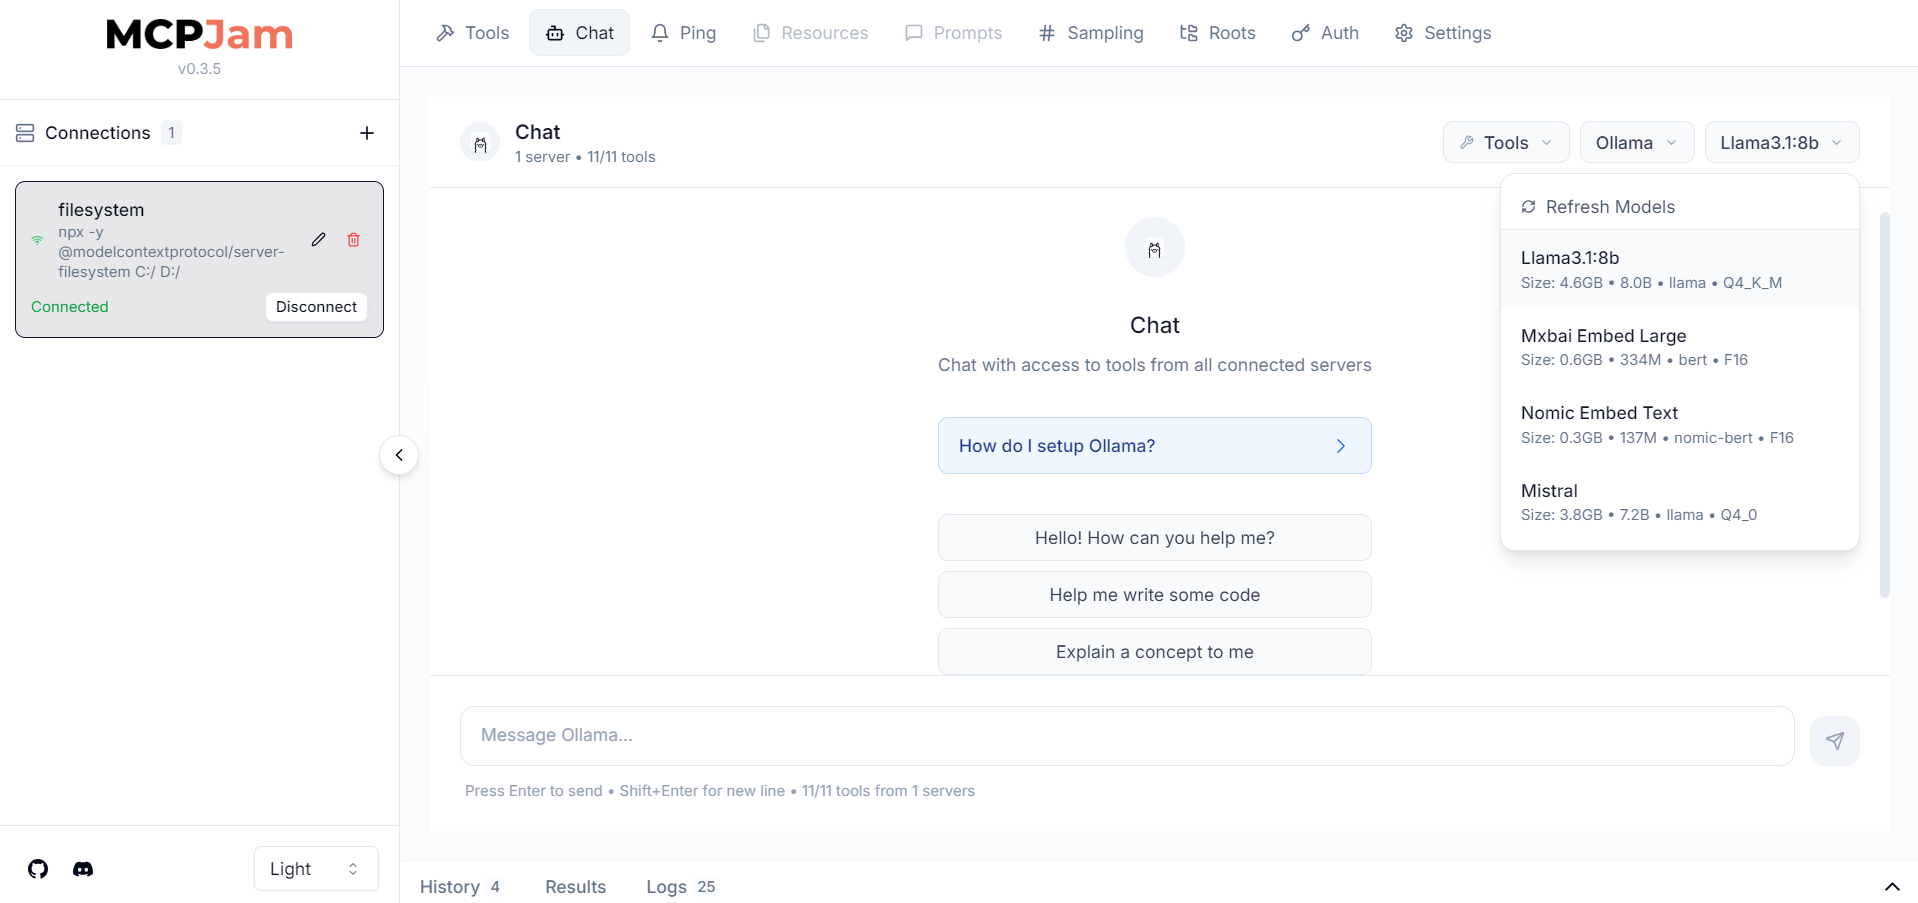 MCPJam
v0.3.5
Connections 1
filesystem
npx -y
@modelcontextprotocol/server-
filesystem C:/ D:/
Connected
Disconnect
Light
Tools
Chat
Ping
Resources
Prompts
Sampling
Roots
Auth
Settings
Chat
1 server • 11/11 tools
Tools
Ollama
Llama3.1:8b
Refresh Models
Llama3.1:8b
Size: 4.6GB • 8.0B • llama • Q4_K_M
Mxbai Embed Large
Size: 0.6GB • 334M • bert • F16
Nomic Embed Text
Size: 0.3GB • 137M • nomic-bert • F16
Mistral
Size: 3.8GB • 7.2B • llama • Q4_0
Chat
Chat with access to tools from all connected servers
How do I setup Ollama?
Hello! How can you help me?
Help me write some code
Explain a concept to me
Message Ollama...
Press Enter to send • Shift+Enter for new line • 11/11 tools from 1 servers
History 4
Results
Logs 25